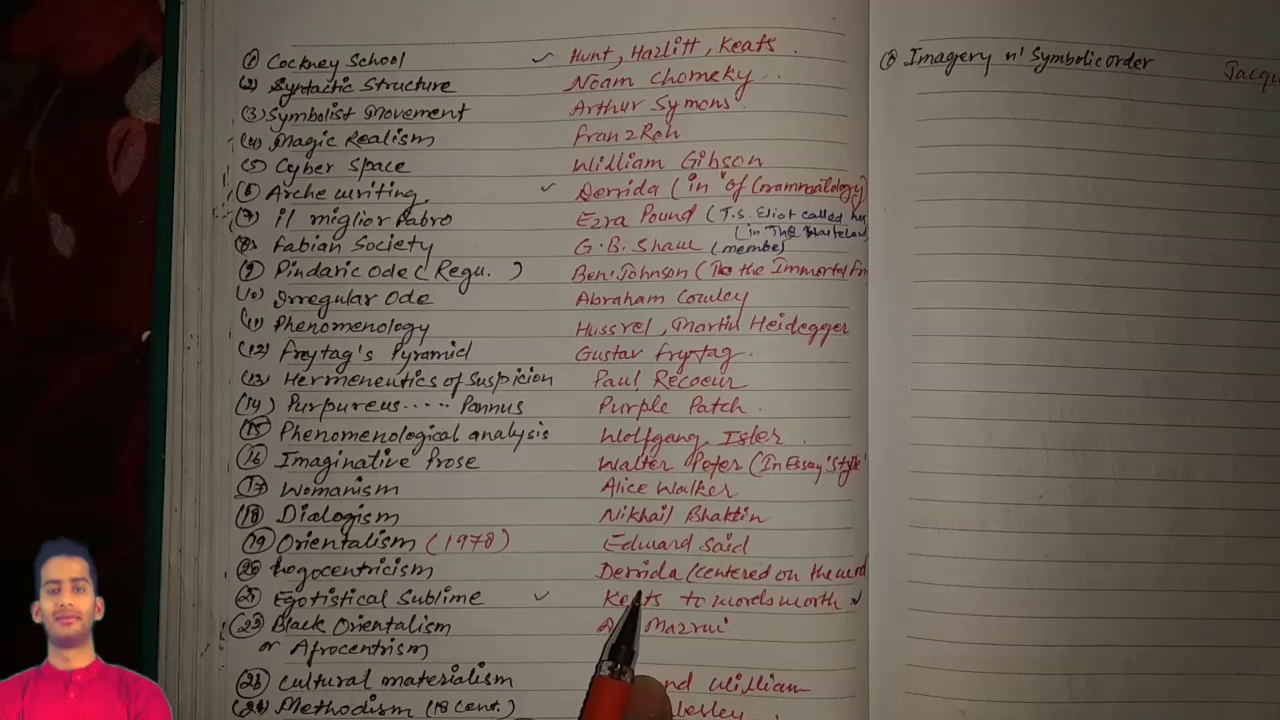 (1) Cockney School ✓ Hunt, Hazlitt, Keats.
(2) Syntactic Structure Noam Chomsky.
(3) Symbolist Movement Arthur Symons.
(4) Magic Realism Franz Roh
(5) Cyber Space William Gibson
(6) Arche writing. ✓ Derrida (in "Of Grammatology)
(7) il miglior fabro Ezra Pound (T.S. Eliot called
(in The Wasteland
(8) Fabian Society G.B. Shaw (member
(9) Pindaric Ode (Regu. ) Ben. Johnson (To the Immortal
(10) Irregular Ode Abraham Cowley
(11) Phenomenology Hussrel, Martin Heidegger
(12) Freytag's Pyramid Gustav Freytag.
(13) Hermeneutics of Suspicion Paul Recoeur
(14) Purpureus..... Pannus Purple Patch.
(15) Phenomenological analysis Wolfgang Isler.
(16) Imaginative Prose Walter Peter (In Essay 'Style'
(17) Womanism Alice Walker
(18) Dialogism Nikhail Bhaktin
(19) Orientalism (1978) Edward Said
(20) Logocentricism Derrida (centered on the word
(21) Egotistical Sublime ✓ Keats to wordsworth
(23) Black Orientalism Mazrui
or Afrocentrism
(23) Cultural materialism nd William
(24) Methodism (18 Cent.) Wesley.
Imagery n' Symbolic order Jacqu